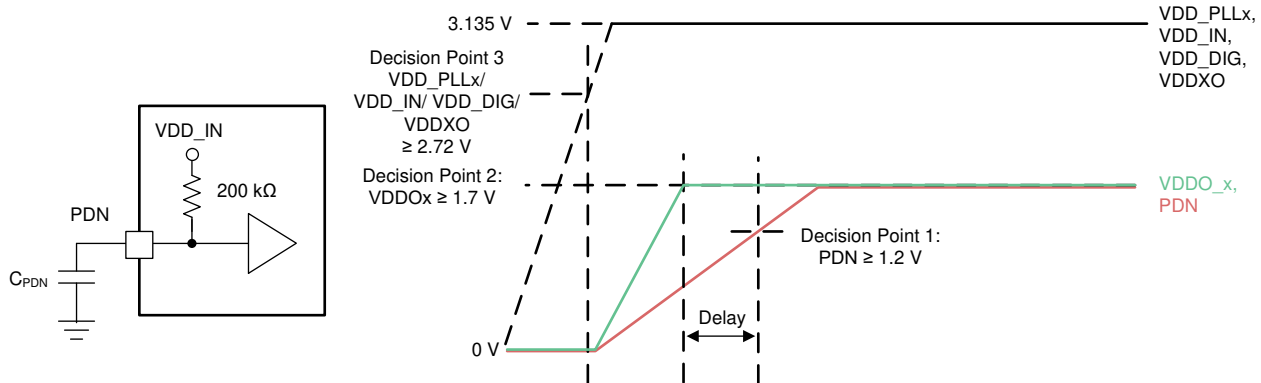 VDD_IN
200 kΩ
PDN
CPDN
3.135 V
Decision Point 3
VDD_PLLx/
VDD_IN/ VDD_DIG/
VDDXO
≥ 2.72 V
Decision Point 2:
VDDOx ≥ 1.7 V
0 V
Delay
Decision Point 1:
PDN ≥ 1.2 V
VDD_PLLx,
VDD_IN,
VDD_DIG,
VDDXO
VDDO_x,
PDN